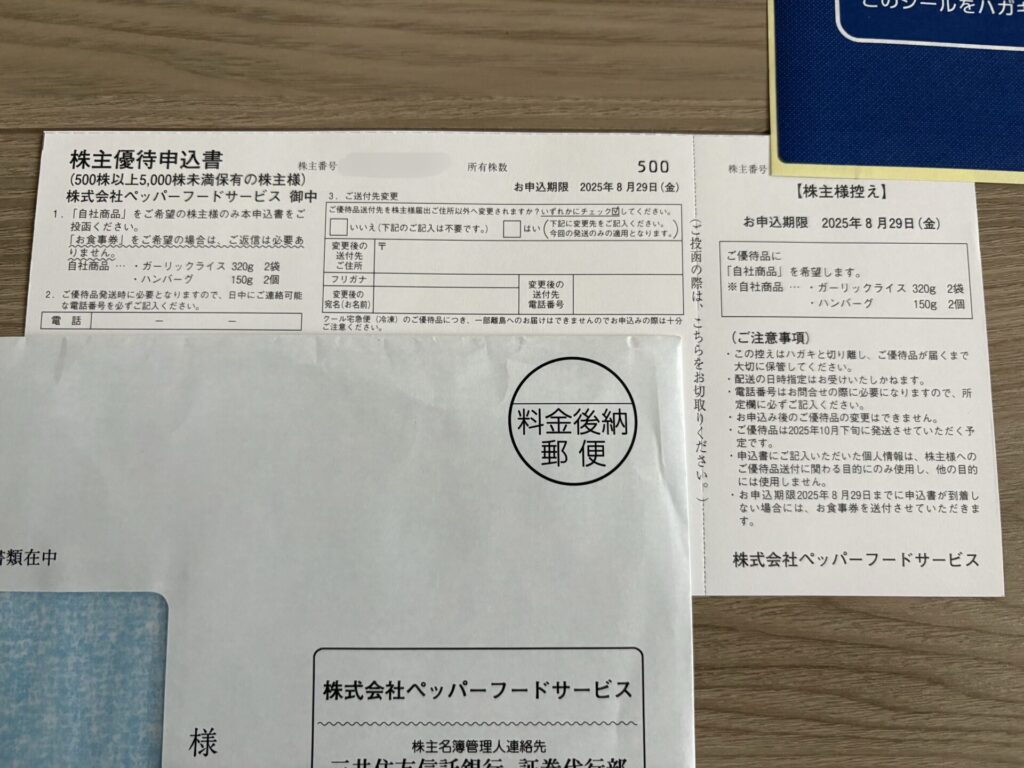 このシールをハガキ
株主優待申込書
(500株以上5,000株未満保有の株主様)
株式会社ペッパーフードサービス 御中
株主番号
所有株数 500
お申込期限 2025年8月29日(金)
1.「自社商品」をご希望の株主様のみ本申込書をご
投函ください。
「お食事券」をご希望の場合は、ご返信は必要あ
りません。
自社商品 … ・ガーリックライス 320g 2袋
・ハンバーグ 150g 2個
2.ご優待品発送時に必要となりますので、日中にご連絡可能
な電話番号を必ずご記入ください。
電話 － －
3.ご送付先変更
ご優待品送付先を株主様届出ご住所以外へ変更されますか?いずれかにチェック☑してください。
いいえ(下記のご記入は不要です。)
はい(下記に変更先をご記入ください。
今回の発送のみの適用となります。)
変更後の
送付先
ご住所
〒
フリガナ
変更後の
宛名(お名前)
変更後の
送付先
電話番号
クール宅急便(冷凍)のご優待品につき、一部離島へのお届けはできませんのでお申込みの際は十分
ご注意ください。
(ご投函の際は、こちらをお切取りください。)
株主番号
【株主様控え】
お申込期限 2025年8月29日(金)
ご優待品に
「自社商品」を希望します。
※自社商品 … ・ガーリックライス 320g 2袋
・ハンバーグ 150g 2個
(ご注意事項)
・この控えはハガキと切り離し、ご優待品が届くまで
大切に保管してください。
・配送の日時指定はお受けいたしかねます。
・電話番号はお問合せの際に必要になりますので、所
定欄に必ずご記入ください。
・お申込み後のご優待品の変更はできません。
・ご優待品は2025年10月下旬に発送させていただく予
定です。
・申込書にご記入いただいた個人情報は、株主様への
ご優待品送付に関わる目的にのみ使用し、他の目的
には使用しません。
・お申込期限2025年8月29日までに申込書が到着し
ない場合には、お食事券を送付させていただきま
す。
株式会社ペッパーフードサービス
料金後納
郵便
書類在中
様
株式会社ペッパーフードサービス
株主名簿管理人連絡先
三井住友信託銀行 証券代行部